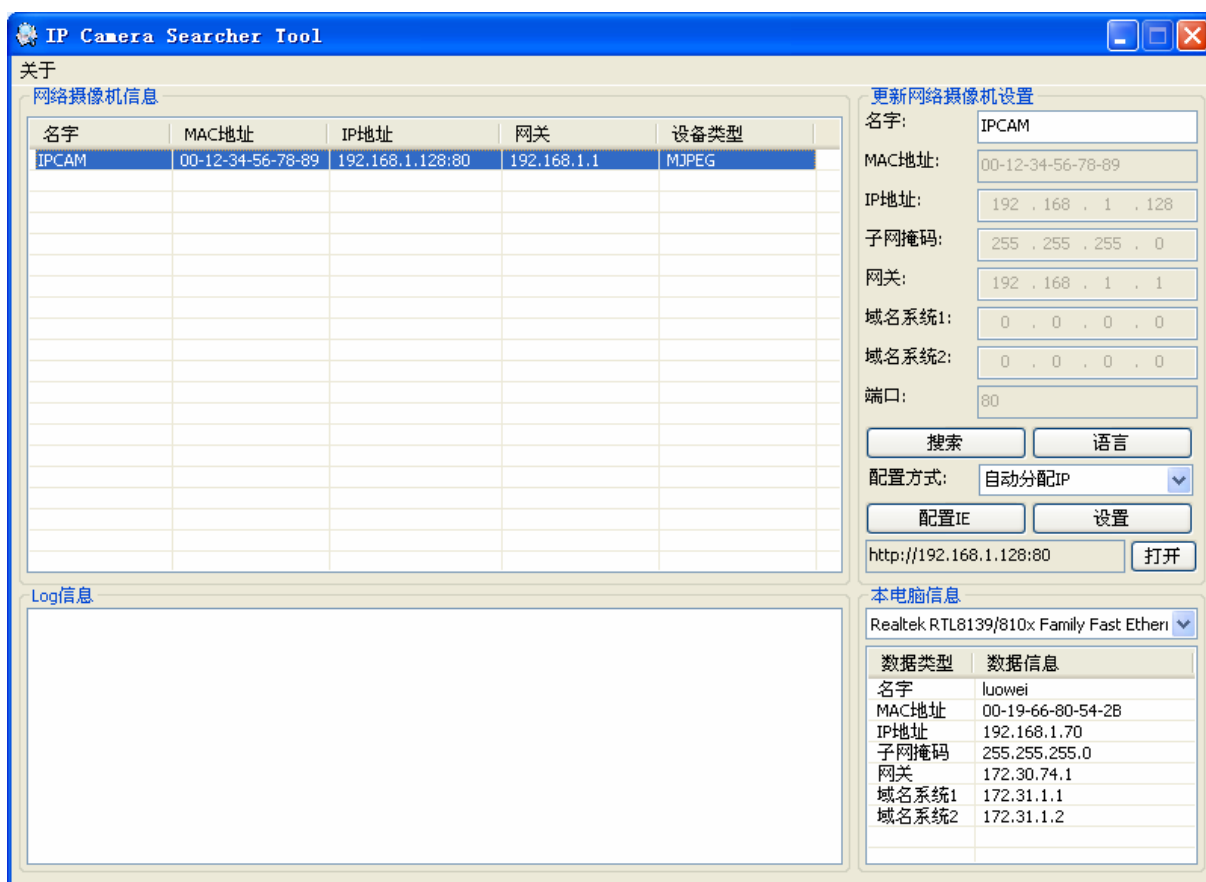 IP Camera Searcher Tool
关于
网络摄像机信息
名字 MAC地址 IP地址 网关 设备类型
IPCAM 00-12-34-56-78-89 192.168.1.128:80 192.168.1.1 MJPEG
更新网络摄像机设置
名字: IPCAM
MAC地址: 00-12-34-56-78-89
IP地址: 192 . 168 . 1 . 128
子网掩码: 255 . 255 . 255 . 0
网关: 192 . 168 . 1 . 1
域名系统1: 0 . 0 . 0 . 0
域名系统2: 0 . 0 . 0 . 0
端口: 80
搜索 语言
配置方式: 自动分配IP
配置IE 设置
http://192.168.1.128:80 打开
Log信息
本电脑信息
Realtek RTL8139/810x Family Fast Ether
数据类型 数据信息
名字 luowei
MAC地址 00-19-66-80-54-2B
IP地址 192.168.1.70
子网掩码 255.255.255.0
网关 172.30.74.1
域名系统1 172.31.1.1
域名系统2 172.31.1.2